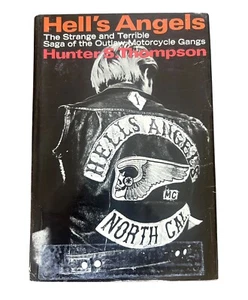 Hell's Angels
The Strange and Terrible
Saga of the Outlaw Motorcycle Gangs
Hunter S. Thompson
1
HELLS ANGELS
MC
NORTH CAL